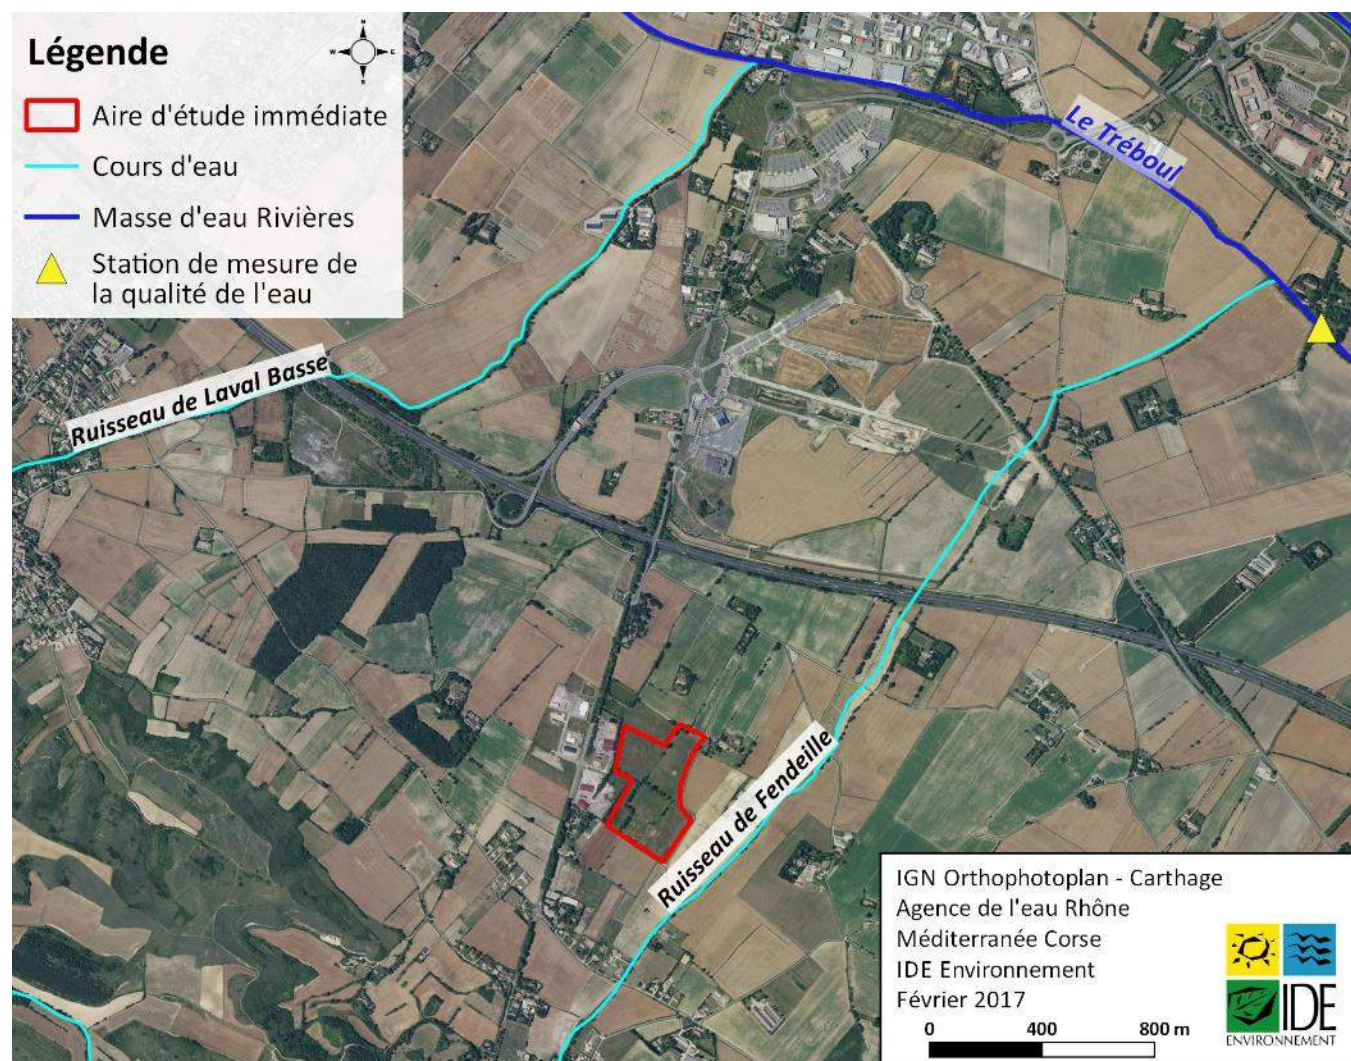 Légende
N
W
E
S
Aire d'étude immédiate
Cours d'eau
Masse d'eau Rivières
Station de mesure de
la qualité de l'eau
Le Tréboul
Ruisseau de Laval Basse
Ruisseau de Fendeille
IGN Orthophotoplan - Carthage
Agence de l'eau Rhône
Méditerranée Corse
IDE Environnement
Février 2017
0 400 800 m
IDE
ENVIRONNEMENT